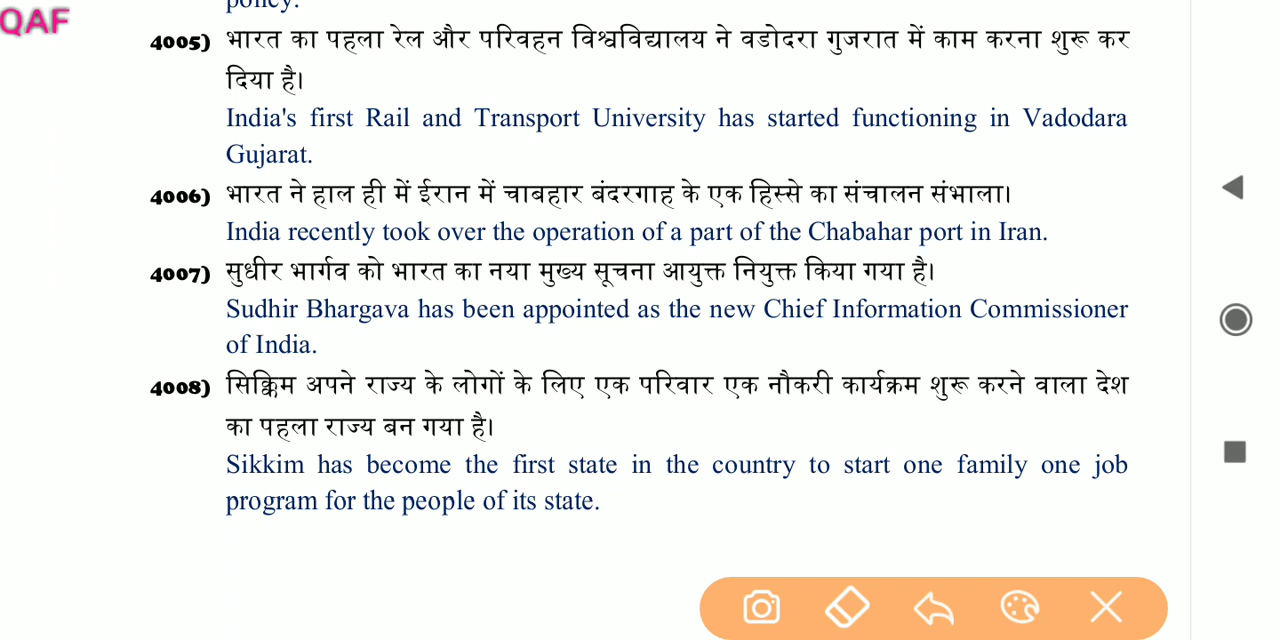 QAF
policy.
4005) भारत का पहला रेल और परिवहन विश्वविद्यालय ने वडोदरा गुजरात में काम करना शुरू कर
दिया है।
India's first Rail and Transport University has started functioning in Vadodara
Gujarat.
4006) भारत ने हाल ही में ईरान में चाबहार बंदरगाह के एक हिस्से का संचालन संभाला।
India recently took over the operation of a part of the Chabahar port in Iran.
4007) सुधीर भार्गव को भारत का नया मुख्य सूचना आयुक्त नियुक्त किया गया है।
Sudhir Bhargava has been appointed as the new Chief Information Commissioner
of India.
4008) सिक्किम अपने राज्य के लोगों के लिए एक परिवार एक नौकरी कार्यक्रम शुरू करने वाला देश
का पहला राज्य बन गया है।
Sikkim has become the first state in the country to start one family one job
program for the people of its state.